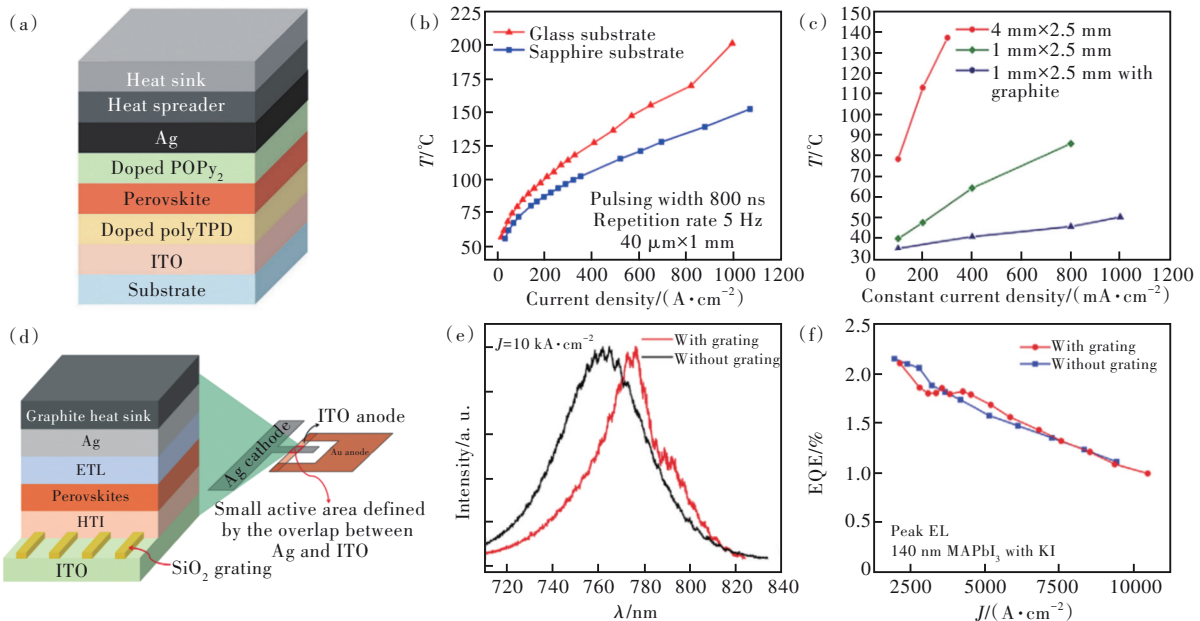 (a)
Heat sink
Heat spreader
Ag
Doped POPy₂
Perovskite
Doped polyTPD
ITO
Substrate
(b)
Glass substrate
Sapphire substrate
200
175
150
125
100
75
50
T/°C
Pulsing width 800 ns
Repetition rate 5 Hz
40 μm×1 mm
0 200 400 600 800 1000 1200
Current density/(A·cm⁻²)
(c)
4 mm×2.5 mm
1 mm×2.5 mm
1 mm×2.5 mm with
graphite
150
140
130
120
110
100
90
80
70
60
50
40
30
T/°C
0 400 800 1200
Constant current density/(mA·cm⁻²)
(d)
Graphite heat sink
Ag
ETL
Perovskites
HTI
ITO
SiO₂ grating
Ag cathode
ITO anode
Au anode
Small active area defined
by the overlap between
Ag and ITO
(e)
J=10 kA·cm⁻²
With grating
Without grating
Intensity/a. u.
720 740 760 780 800 820 840
λ/nm
(f)
With grating
Without grating
2.5
2.0
1.5
1.0
0.5
0
EQE/%
Peak EL
140 nm MAPbI₃ with KI
2500 5000 7500 10000
J/(A·cm⁻²)